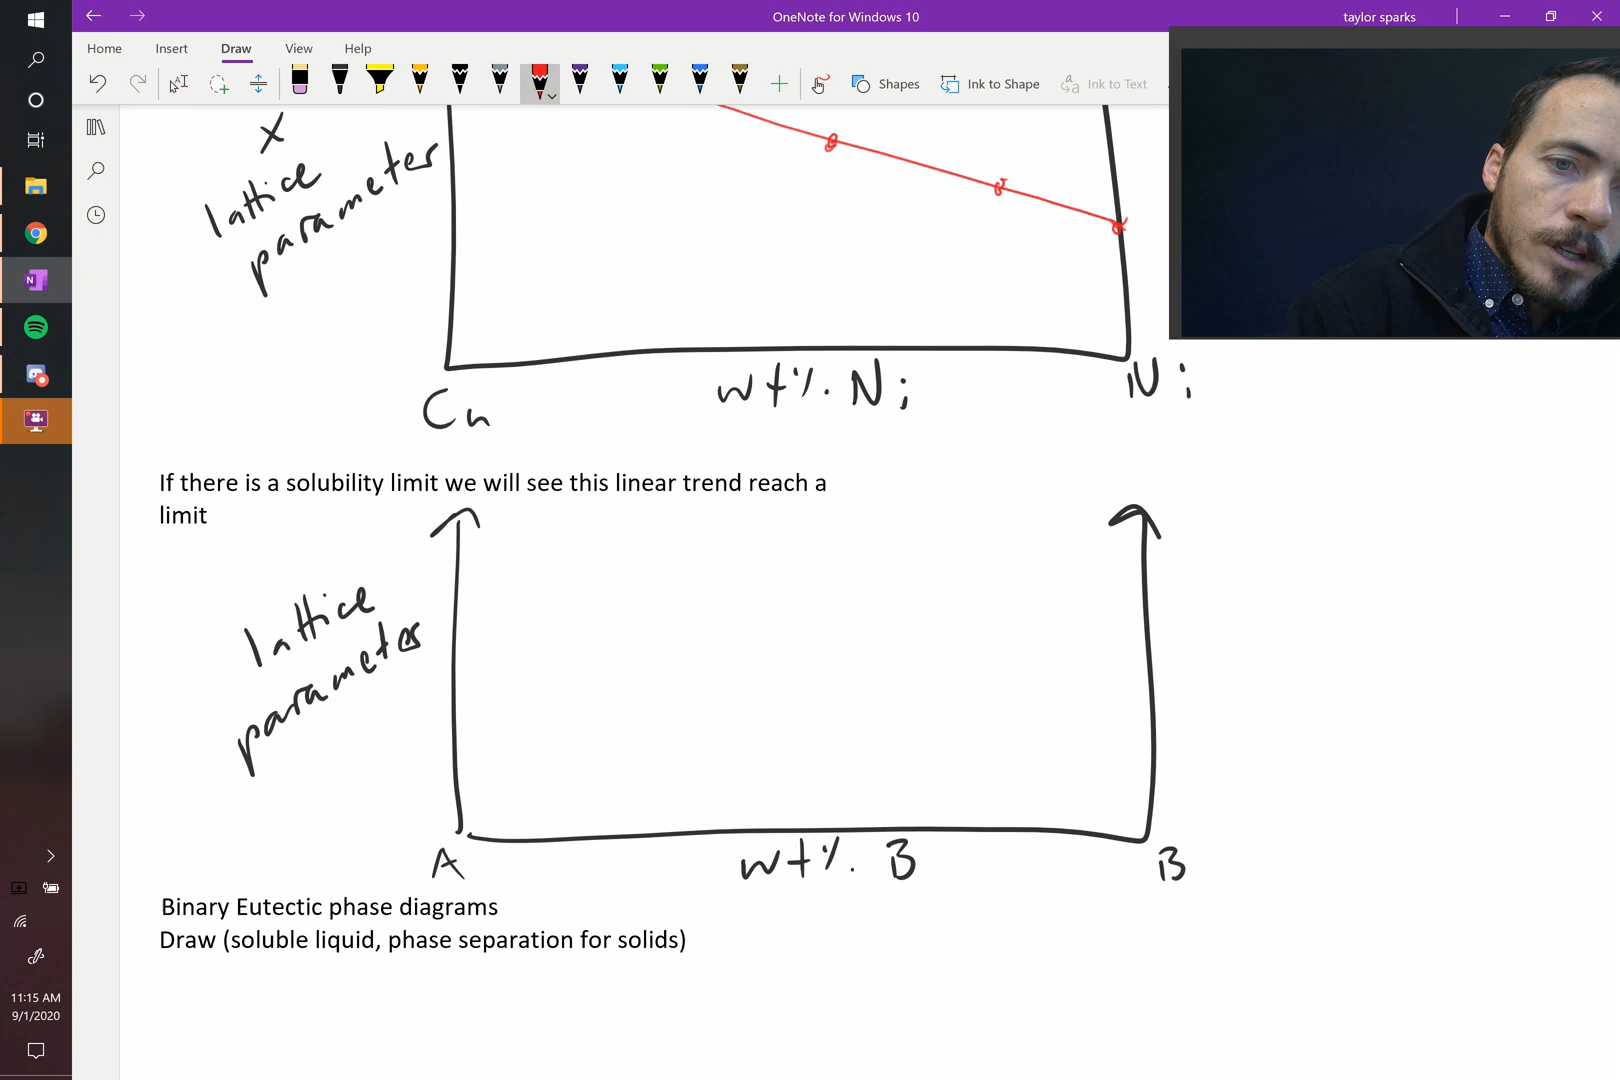 OneNote for Windows 10
taylor sparks
Home Insert Draw View Help
Shapes Ink to Shape Ink to Text
x
lattice
parameter
Cu
wt%. Ni
Ni
If there is a solubility limit we will see this linear trend reach a
limit
lattice
parameter
A
wt%. B
B
Binary Eutectic phase diagrams
Draw (soluble liquid, phase separation for solids)
11:15 AM
9/1/2020